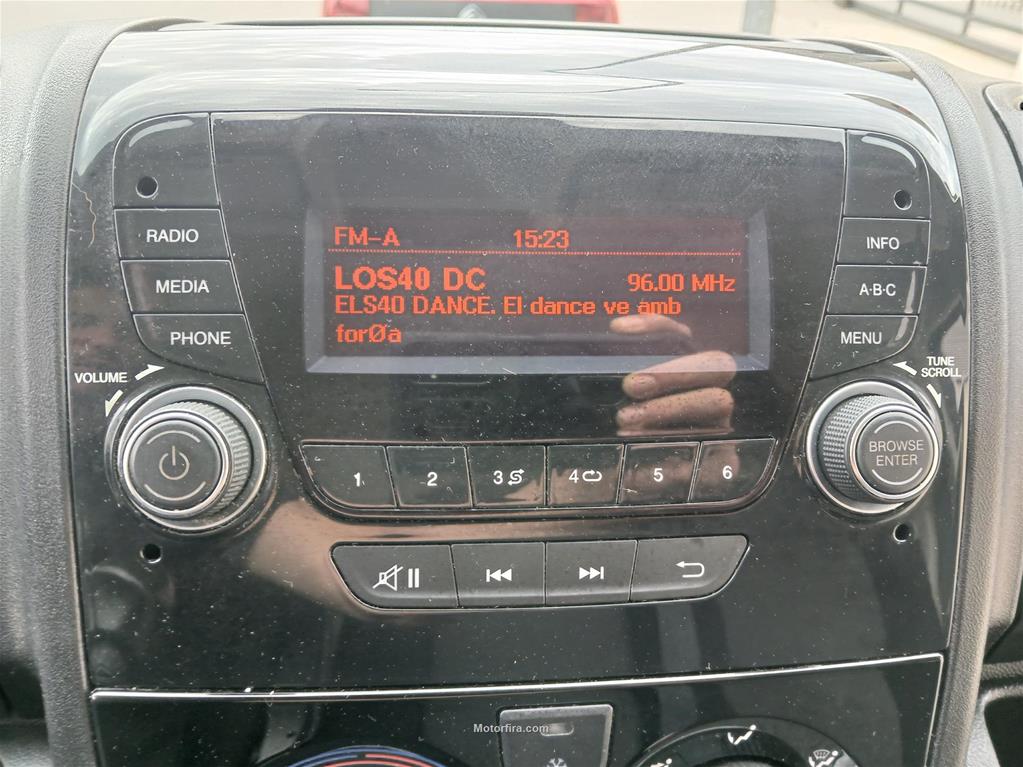 RADIO
MEDIA
PHONE
VOLUME
FM-A 15:23
LOS40 DC 96.00 MHz
ELS40 DANCE. El dance ve amb
forØa
INFO
A-B-C
MENU
TUNE
SCROLL
BROWSE
ENTER
1 2 3 4 5 6
Motorfira.com